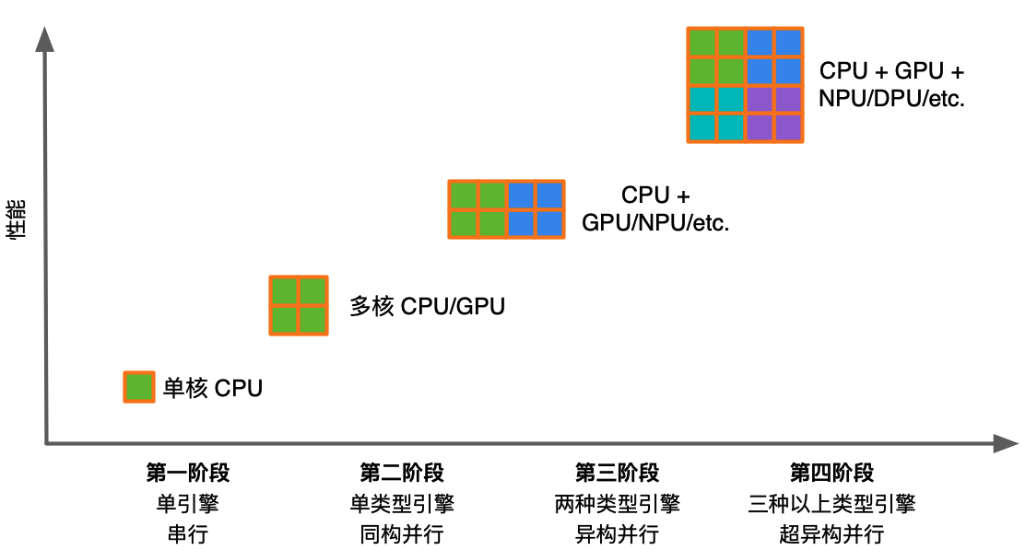 CPU + GPU +
NPU/DPU/etc.
CPU +
GPU/NPU/etc.
性能
多核 CPU/GPU
单核 CPU
第一阶段
单引擎
串行
第二阶段
单类型引擎
同构并行
第三阶段
两种类型引擎
异构并行
第四阶段
三种以上类型引擎
超异构并行